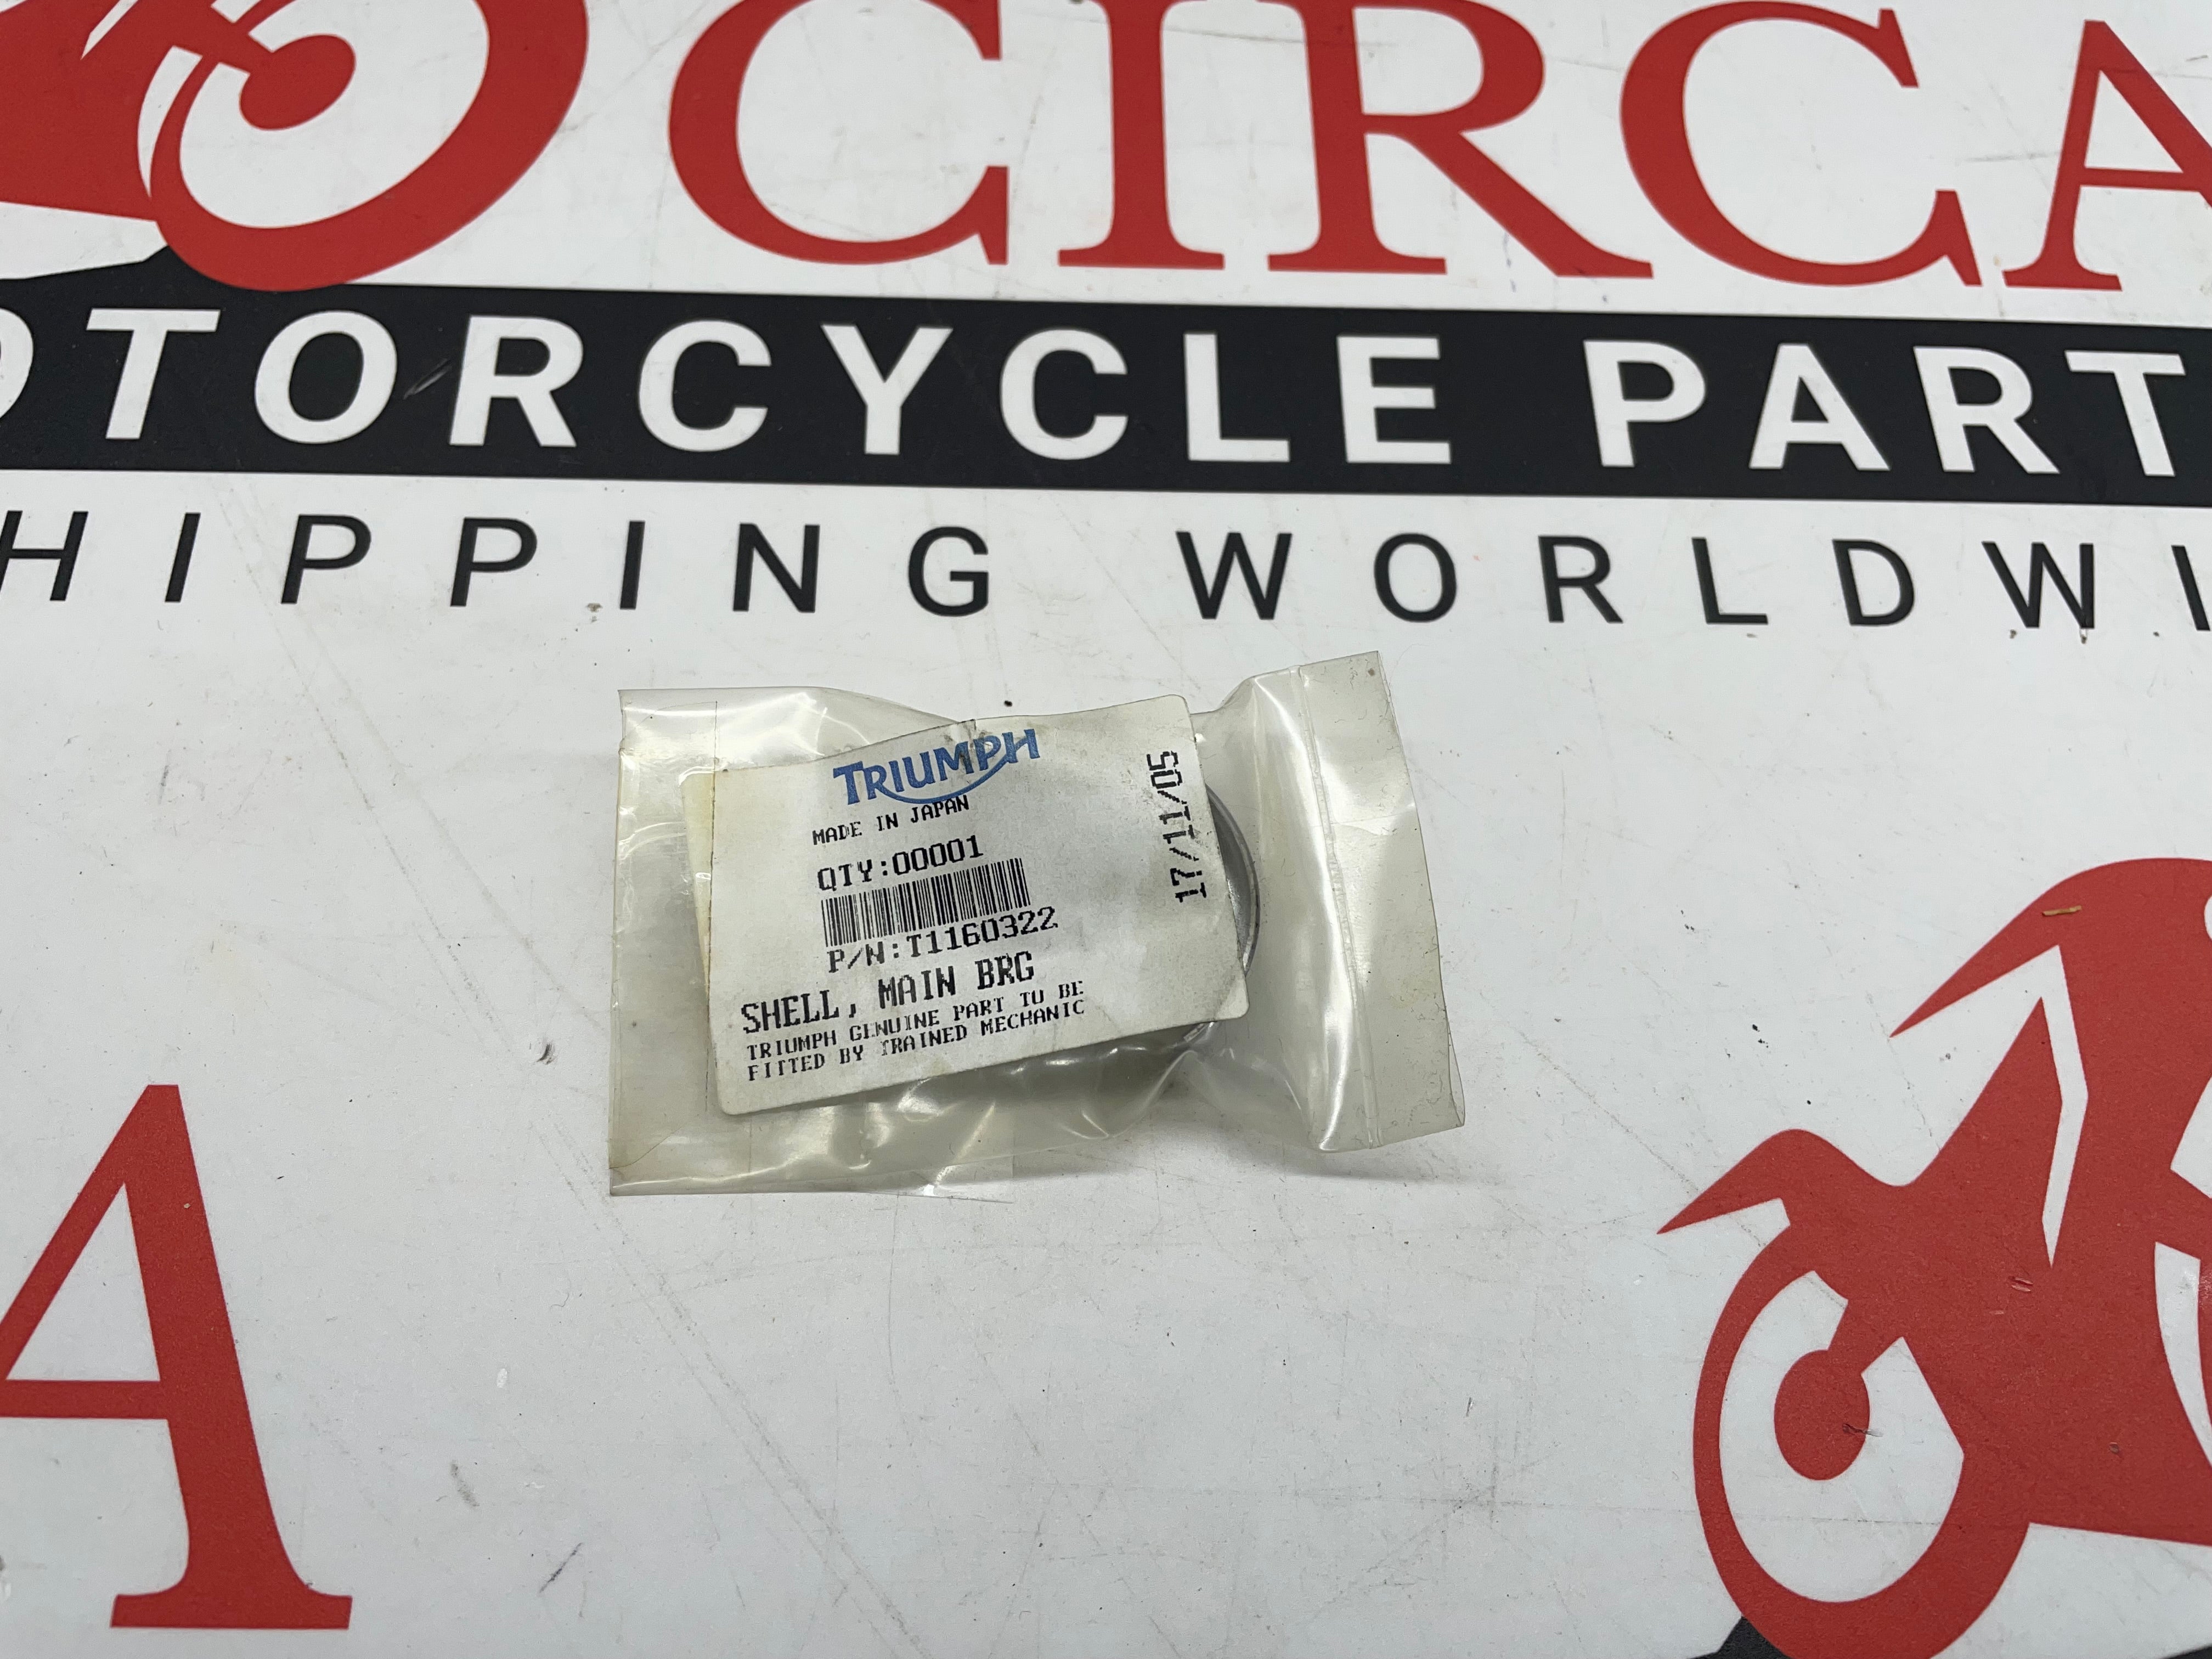 CIRCA
OTORCYCLE PART
HIPPING WORLDWI
TRIUMPH
MADE IN JAPAN
QTY:00001
P/N:T1160322
SHELL, MAIN BRG
TRIUMPH GENUINE PART TO BE
FITTED BY TRAINED MECHANIC
17/11/05
A